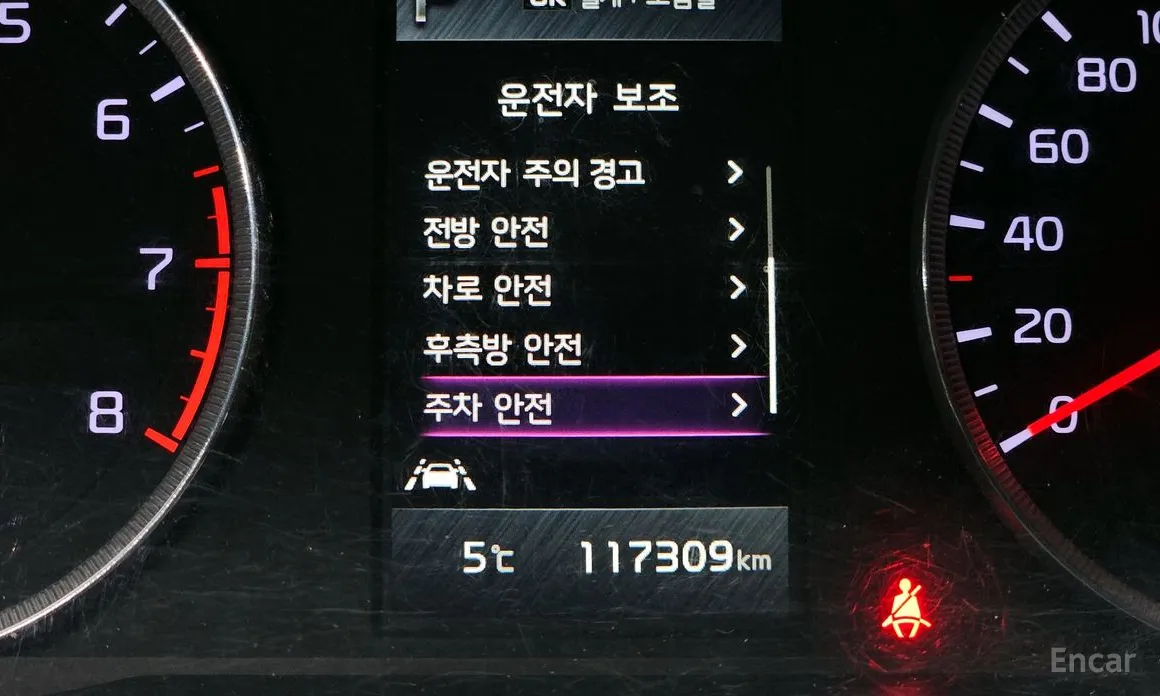 OK
운전자 보조
운전자 주의 경고
전방 안전
차로 안전
후측방 안전
주차 안전
5℃ 117309km
5
6
7
8
80
60
40
20
0
Encar